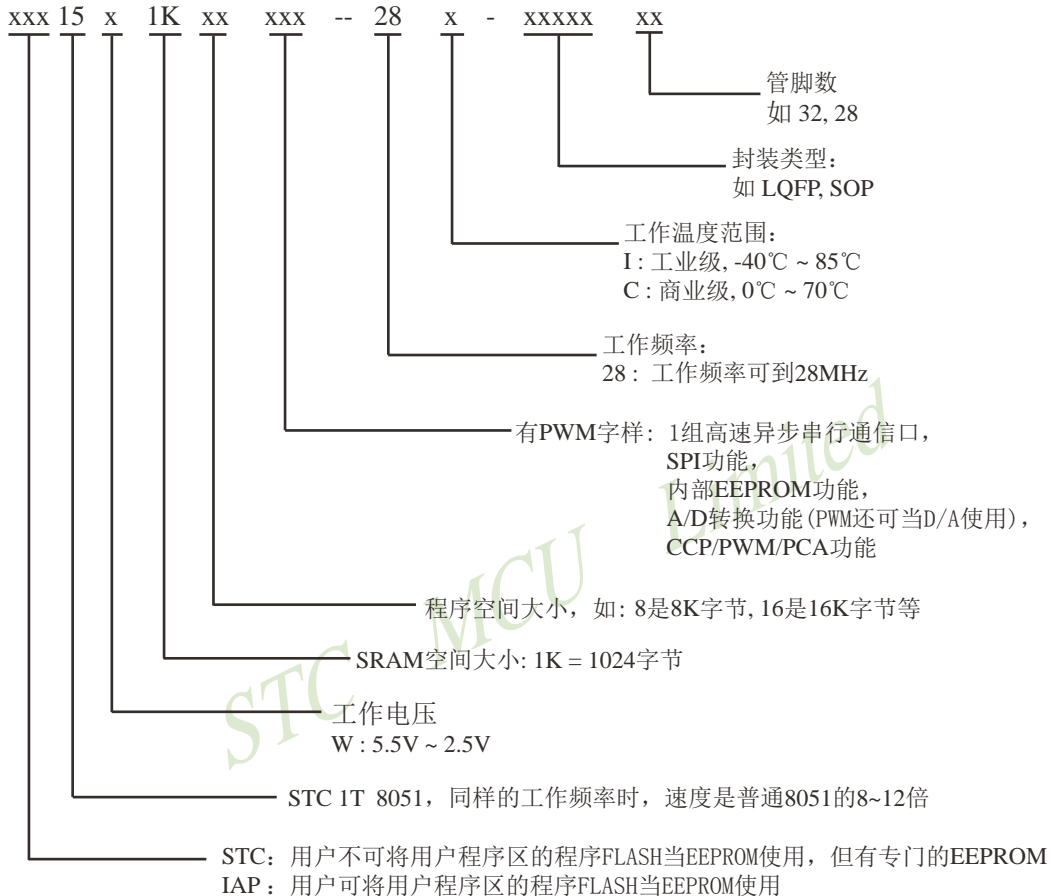 xxx 15 x 1K xx xxx -- 28 x - xxxxx xx
管脚数
如 32, 28
封装类型：
如 LQFP, SOP
工作温度范围：
I : 工业级, -40℃ ~ 85℃
C : 商业级, 0℃ ~ 70℃
工作频率：
28 : 工作频率可到28MHz
有PWM字样: 1组高速异步串行通信口，
SPI功能，
内部EEPROM功能，
A/D转换功能(PWM还可当D/A使用)，
CCP/PWM/PCA功能
程序空间大小，如: 8是8K字节, 16是16K字节等
SRAM空间大小: 1K = 1024字节
工作电压
W : 5.5V ~ 2.5V
STC 1T 8051，同样的工作频率时，速度是普通8051的8~12倍
STC：用户不可将用户程序区的程序FLASH当EEPROM使用，但有专门的EEPROM
IAP：用户可将用户程序区的程序FLASH当EEPROM使用
STC MCU Limited